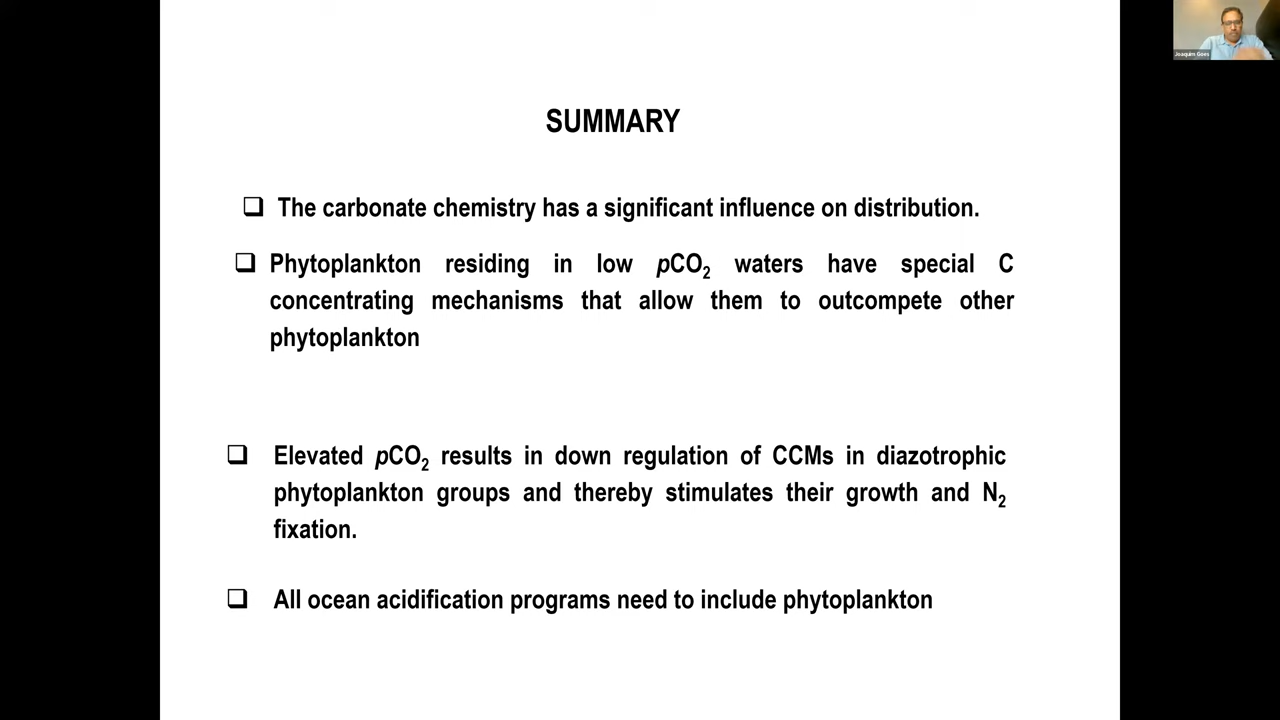 Joaquim Goes
SUMMARY
❑ The carbonate chemistry has a significant influence on distribution.
❑ Phytoplankton residing in low pCO₂ waters have special C
concentrating mechanisms that allow them to outcompete other
phytoplankton
❑ Elevated pCO₂ results in down regulation of CCMs in diazotrophic
phytoplankton groups and thereby stimulates their growth and N₂
fixation.
❑ All ocean acidification programs need to include phytoplankton